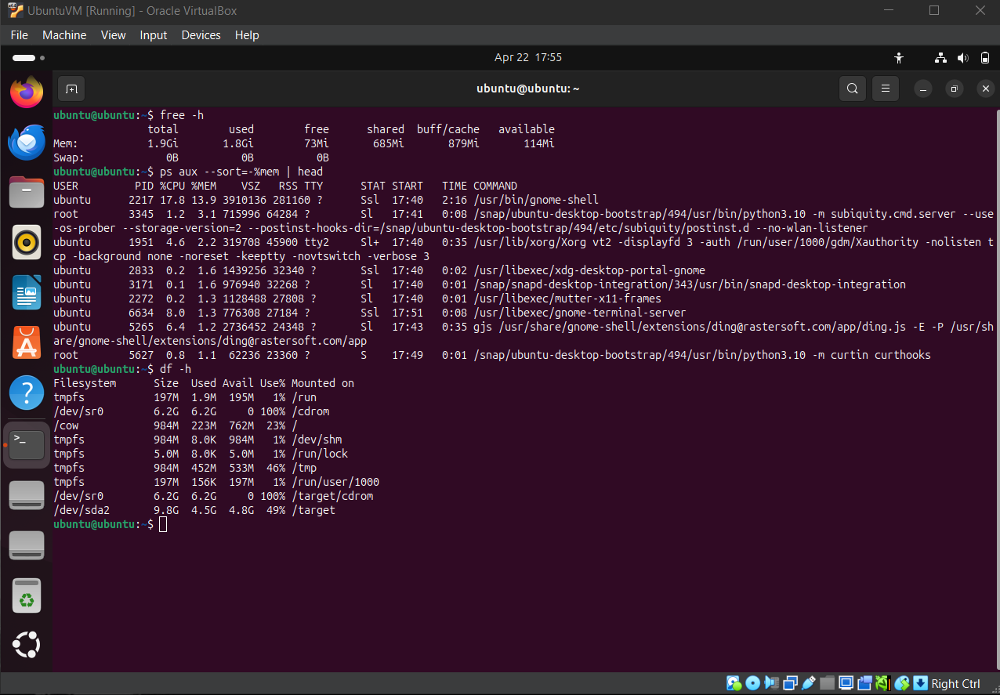 UbuntuVM [Running] - Oracle VirtualBox
File Machine View Input Devices Help
Apr 22 17:55
ubuntu@ubuntu: ~
ubuntu@ubuntu:~$ free -h
total used free shared buff/cache available
Mem: 1.9Gi 1.8Gi 73Mi 685Mi 879Mi 114Mi
Swap: 0B 0B 0B
ubuntu@ubuntu:~$ ps aux --sort=-%mem | head
USER PID %CPU %MEM VSZ RSS TTY STAT START TIME COMMAND
ubuntu 2217 17.8 13.9 3910136 281160 ? Ssl 17:40 2:16 /usr/bin/gnome-shell
root 3345 1.2 3.1 715996 64284 ? Sl 17:41 0:08 /snap/ubuntu-desktop-bootstrap/494/usr/bin/python3.10 -m subiquity.cmd.server --use
-os-prober --storage-version=2 --postinst-hooks-dir=/snap/ubuntu-desktop-bootstrap/494/etc/subiquity/postinst.d --no-wlan-listener
ubuntu 1951 4.6 2.2 319708 45900 tty2 Sl+ 17:40 0:35 /usr/lib/xorg/Xorg vt2 -displayfd 3 -auth /run/user/1000/gdm/Xauthority -nolisten t
cp -background none -noreset -keeptty -novtswitch -verbose 3
ubuntu 2833 0.2 1.6 1439256 32340 ? Ssl 17:40 0:02 /usr/libexec/xdg-desktop-portal-gnome
ubuntu 3171 0.1 1.6 976940 32268 ? Sl 17:40 0:01 /snap/snapd-desktop-integration/343/usr/bin/snapd-desktop-integration
ubuntu 2272 0.2 1.3 1128488 27808 ? Sl 17:40 0:01 /usr/libexec/mutter-x11-frames
ubuntu 6634 8.0 1.3 776308 27184 ? Ssl 17:51 0:08 /usr/libexec/gnome-terminal-server
ubuntu 5265 6.4 1.2 2736452 24348 ? Sl 17:43 0:35 gjs /usr/share/gnome-shell/extensions/ding@rastersoft.com/app/ding.js -E -P /usr/sh
are/gnome-shell/extensions/ding@rastersoft.com/app
root 5627 0.8 1.1 62236 23360 ? S 17:49 0:01 /snap/ubuntu-desktop-bootstrap/494/usr/bin/python3.10 -m curtin curthooks
ubuntu@ubuntu:~$ df -h
Filesystem Size Used Avail Use% Mounted on
tmpfs 197M 1.9M 195M 1% /run
/dev/sr0 6.2G 6.2G 0 100% /cdrom
/cow 984M 223M 762M 23% /
tmpfs 984M 8.0K 984M 1% /dev/shm
tmpfs 5.0M 8.0K 5.0M 1% /run/lock
tmpfs 984M 452M 533M 46% /tmp
tmpfs 197M 156K 197M 1% /run/user/1000
/dev/sr0 6.2G 6.2G 0 100% /target/cdrom
/dev/sda2 9.8G 4.5G 4.8G 49% /target
ubuntu@ubuntu:~$
Right Ctrl